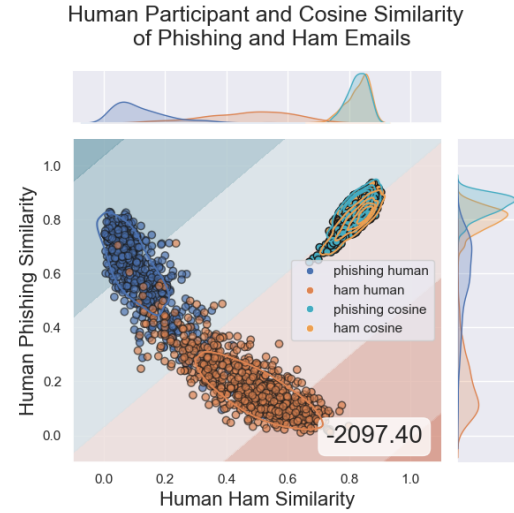 Human Participant and Cosine Similarity
of Phishing and Ham Emails
1.0
0.8
0.6
0.4
0.2
0.0
Human Phishing Similarity
phishing human
ham human
phishing cosine
ham cosine
-2097.40
0.0 0.2 0.4 0.6 0.8 1.0
Human Ham Similarity